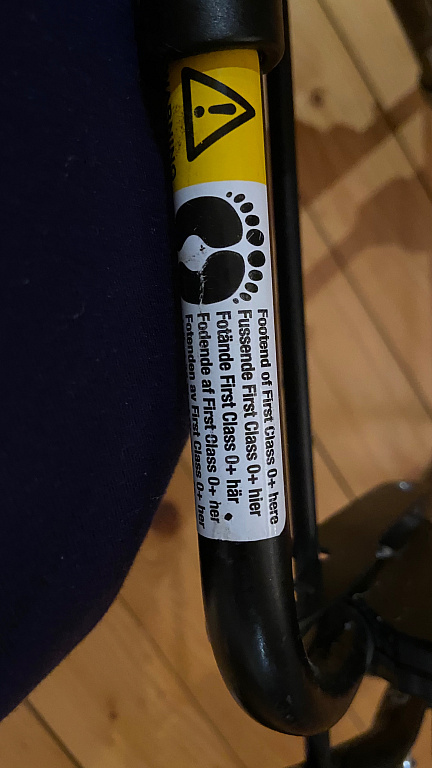 Footend of First Class 0+ here
Fussende First Class 0+ hier
Fotände First Class 0+ här
Fodende af First Class 0+ her
Fotenden av First Class 0+ her